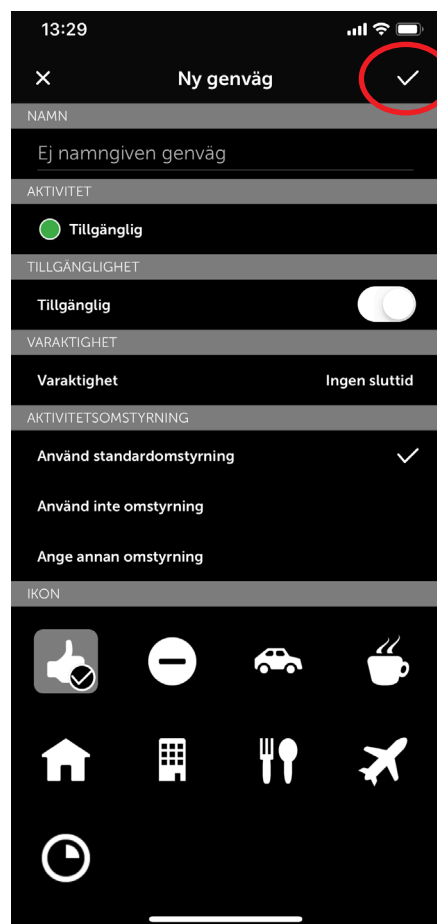 13:29
Ny genväg
NAMN
Ej namngiven genväg
AKTIVITET
Tillgänglig
TILLGÄNGLIGHET
Tillgänglig
VARAKTIGHET
Varaktighet Ingen sluttid
AKTIVITETSOMSTYRNING
Använd standardomstyrning
Använd inte omstyrning
Ange annan omstyrning
IKON